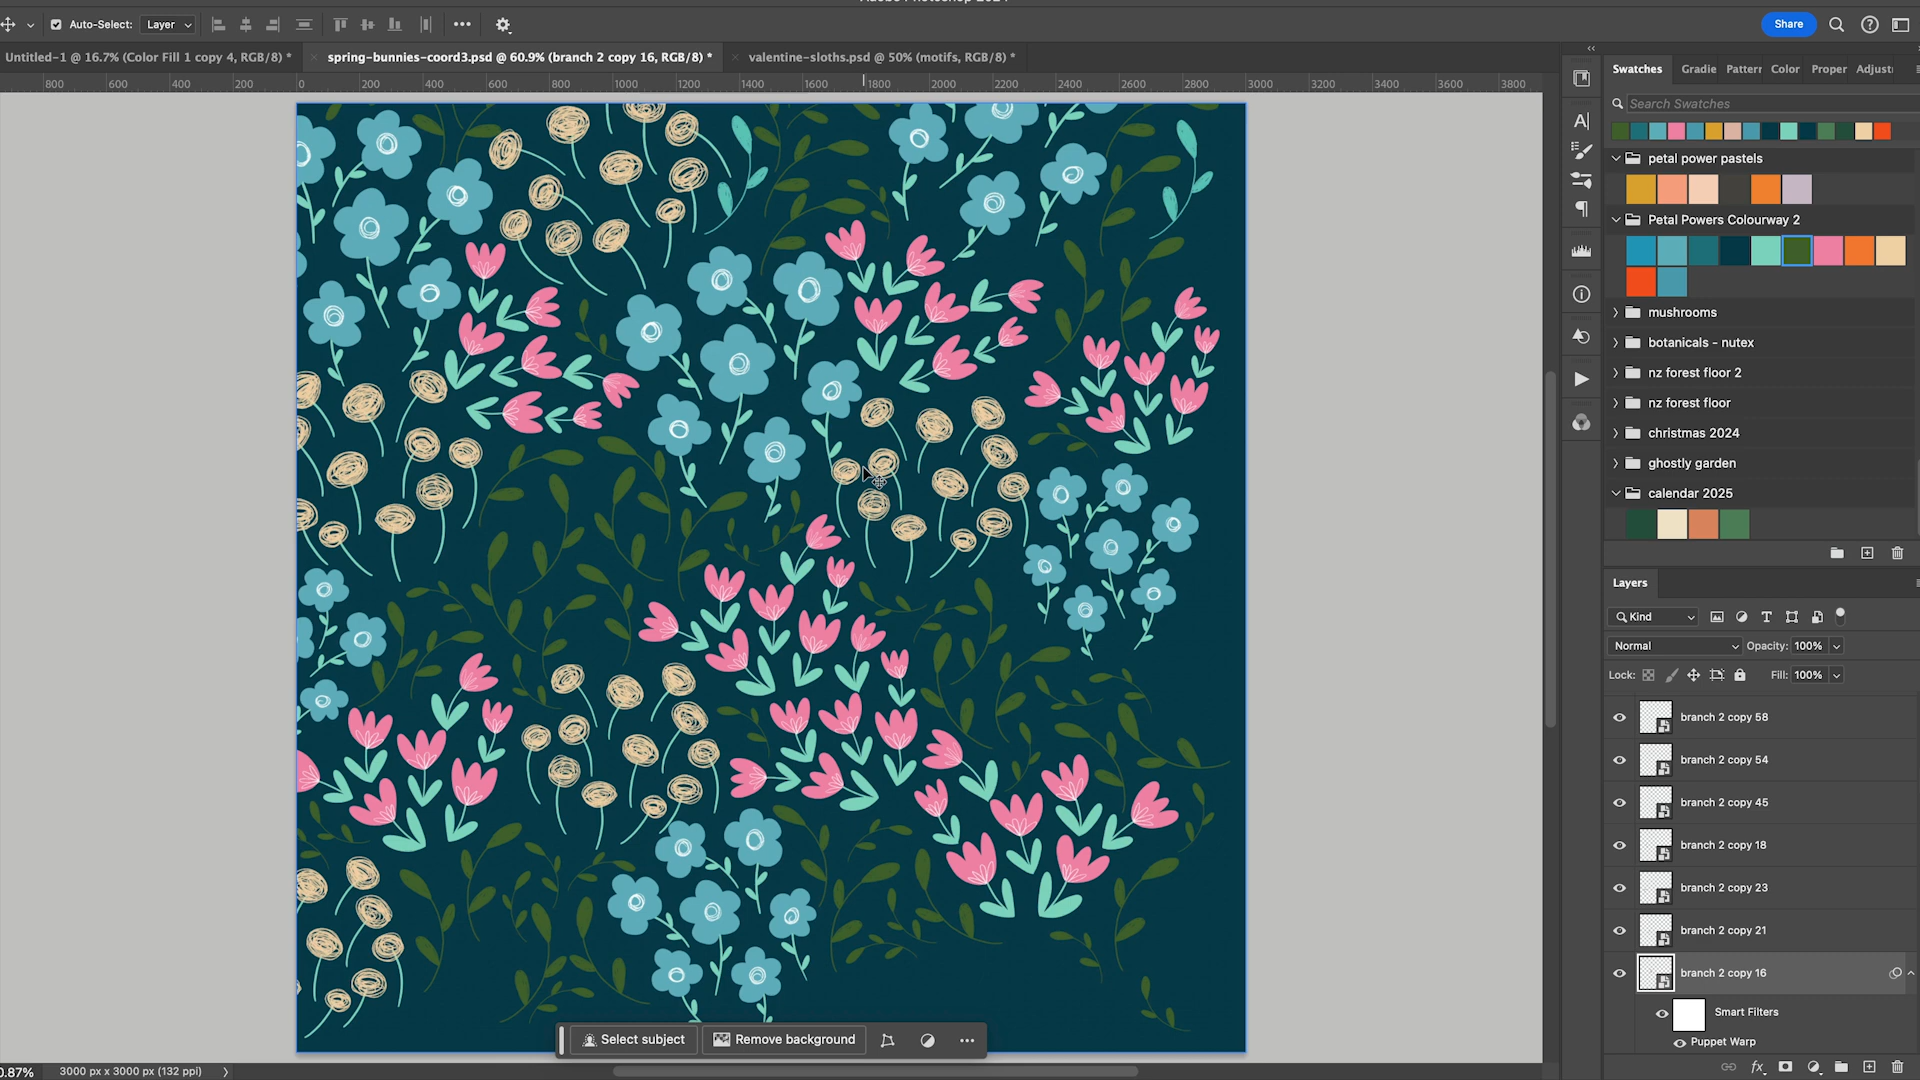 Adobe Photoshop 2024
Auto-Select: Layer
Share
Untitled-1 @ 16.7% (Color Fill 1 copy 4, RGB/8) *
spring-bunnies-coord3.psd @ 60.9% (branch 2 copy 16, RGB/8) *
valentine-sloths.psd @ 50% (motifs, RGB/8) *
800 600 400 200 0 200 400 600 800 1000 1200 1400 1600 1800 2000 2200 2400 2600 2800 3000 3200 3400 3600 3800
Swatches Gradie Patterr Color Proper Adjust
Search Swatches
petal power pastels
Petal Powers Colourway 2
mushrooms
botanicals - nutex
nz forest floor 2
nz forest floor
christmas 2024
ghostly garden
calendar 2025
Layers
Kind
Normal Opacity: 100%
Lock: Fill: 100%
branch 2 copy 58
branch 2 copy 54
branch 2 copy 45
branch 2 copy 18
branch 2 copy 23
branch 2 copy 21
branch 2 copy 16
Smart Filters
Puppet Warp
fx
Select subject Remove background
0.87% 3000 px x 3000 px (132 ppi)